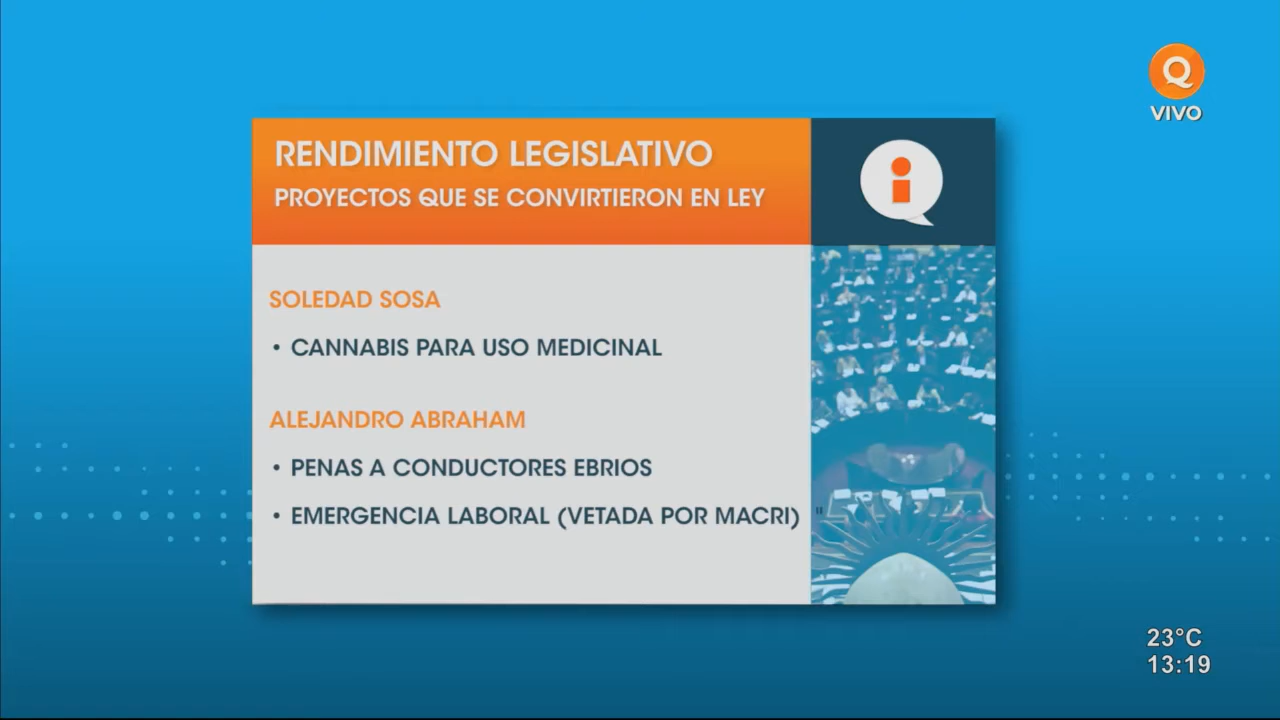 Q
VIVO
RENDIMIENTO LEGISLATIVO
PROYECTOS QUE SE CONVIRTIERON EN LEY
i
SOLEDAD SOSA
• CANNABIS PARA USO MEDICINAL
ALEJANDRO ABRAHAM
• PENAS A CONDUCTORES EBRIOS
• EMERGENCIA LABORAL (VETADA POR MACRI) "
23°C
13:19